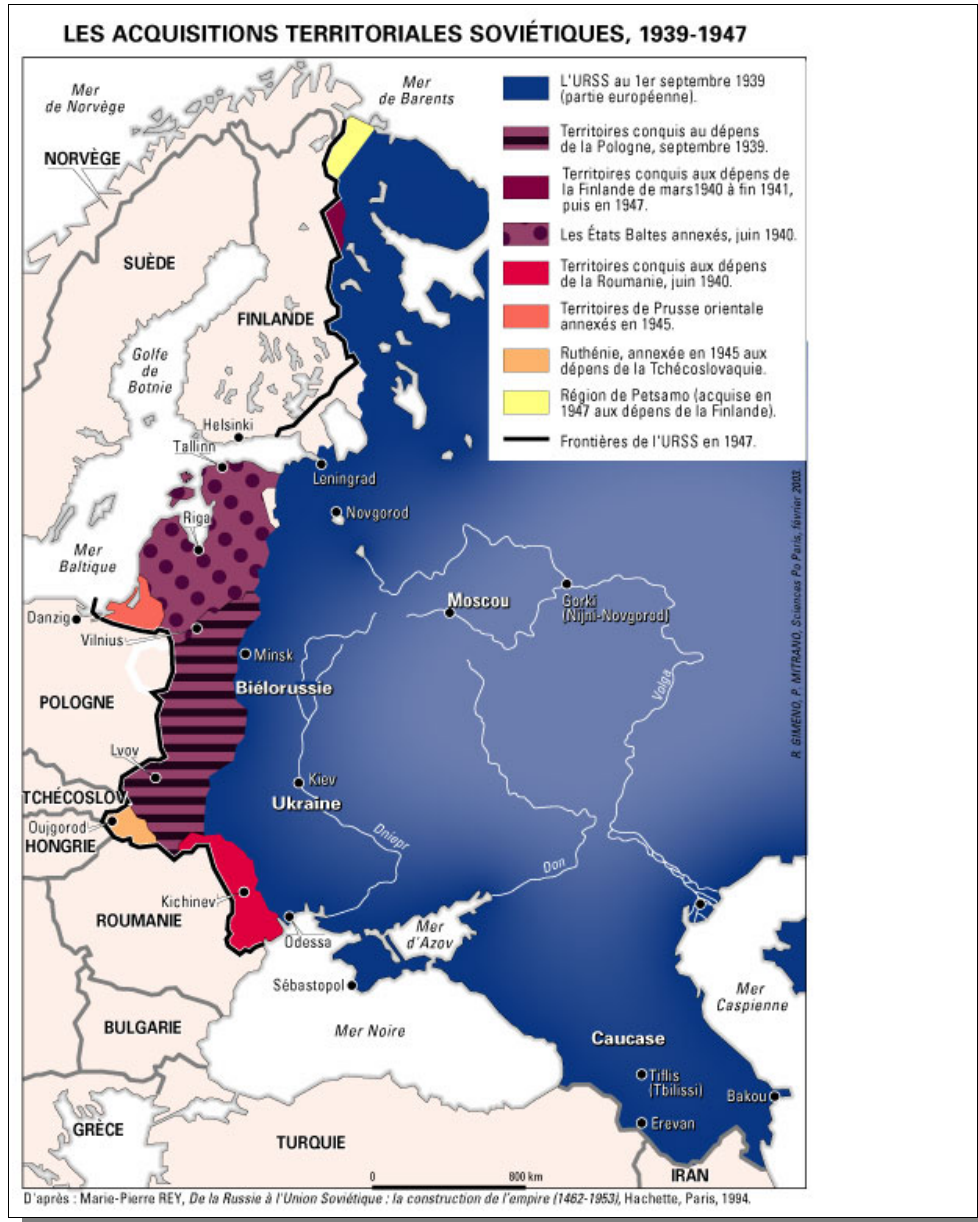 LES ACQUISITIONS TERRITORIALES SOVIÉTIQUES, 1939-1947
Mer
de Norvège
Mer
de Barents
NORVÈGE
SUÈDE
FINLANDE
Golfe
de
Botnie
Helsinki
Tallinn
Leningrad
Novgorod
Riga
Mer
Baltique
Danzig
Vilnius
Minsk
Moscou
Gorki
(Nijni-Novgorod)
Volga
Biélorussie
POLOGNE
Lvov
Kiev
Ukraine
TCHÉCOSLOV
Oujgorod
HONGRIE
Dniepr
Don
Kichinev
ROUMANIE
Odessa
Mer
d'Azov
Sébastopol
Mer
Caspienne
BULGARIE
Mer Noire
Caucase
Tiflis
(Tbilissi)
Bakou
Erevan
GRÈCE
TURQUIE
IRAN
0 800 km
L'URSS au 1er septembre 1939
(partie européenne).
Territoires conquis au dépens
de la Pologne, septembre 1939.
Territoires conquis aux dépens de
la Finlande de mars1940 à fin 1941,
puis en 1947.
Les États Baltes annexés, juin 1940.
Territoires conquis aux dépens
de la Roumanie, juin 1940.
Territoires de Prusse orientale
annexés en 1945.
Ruthénie, annexée en 1945 aux
dépens de la Tchécoslovaquie.
Région de Petsamo (acquise en
1947 aux dépens de la Finlande).
Frontières de l'URSS en 1947.
R. GIMENO, P. MITRANO, Sciences Po Paris, février 2003
D'après : Marie-Pierre REY, De la Russie à l'Union Soviétique : la construction de l'empire (1462-1953), Hachette, Paris, 1994.